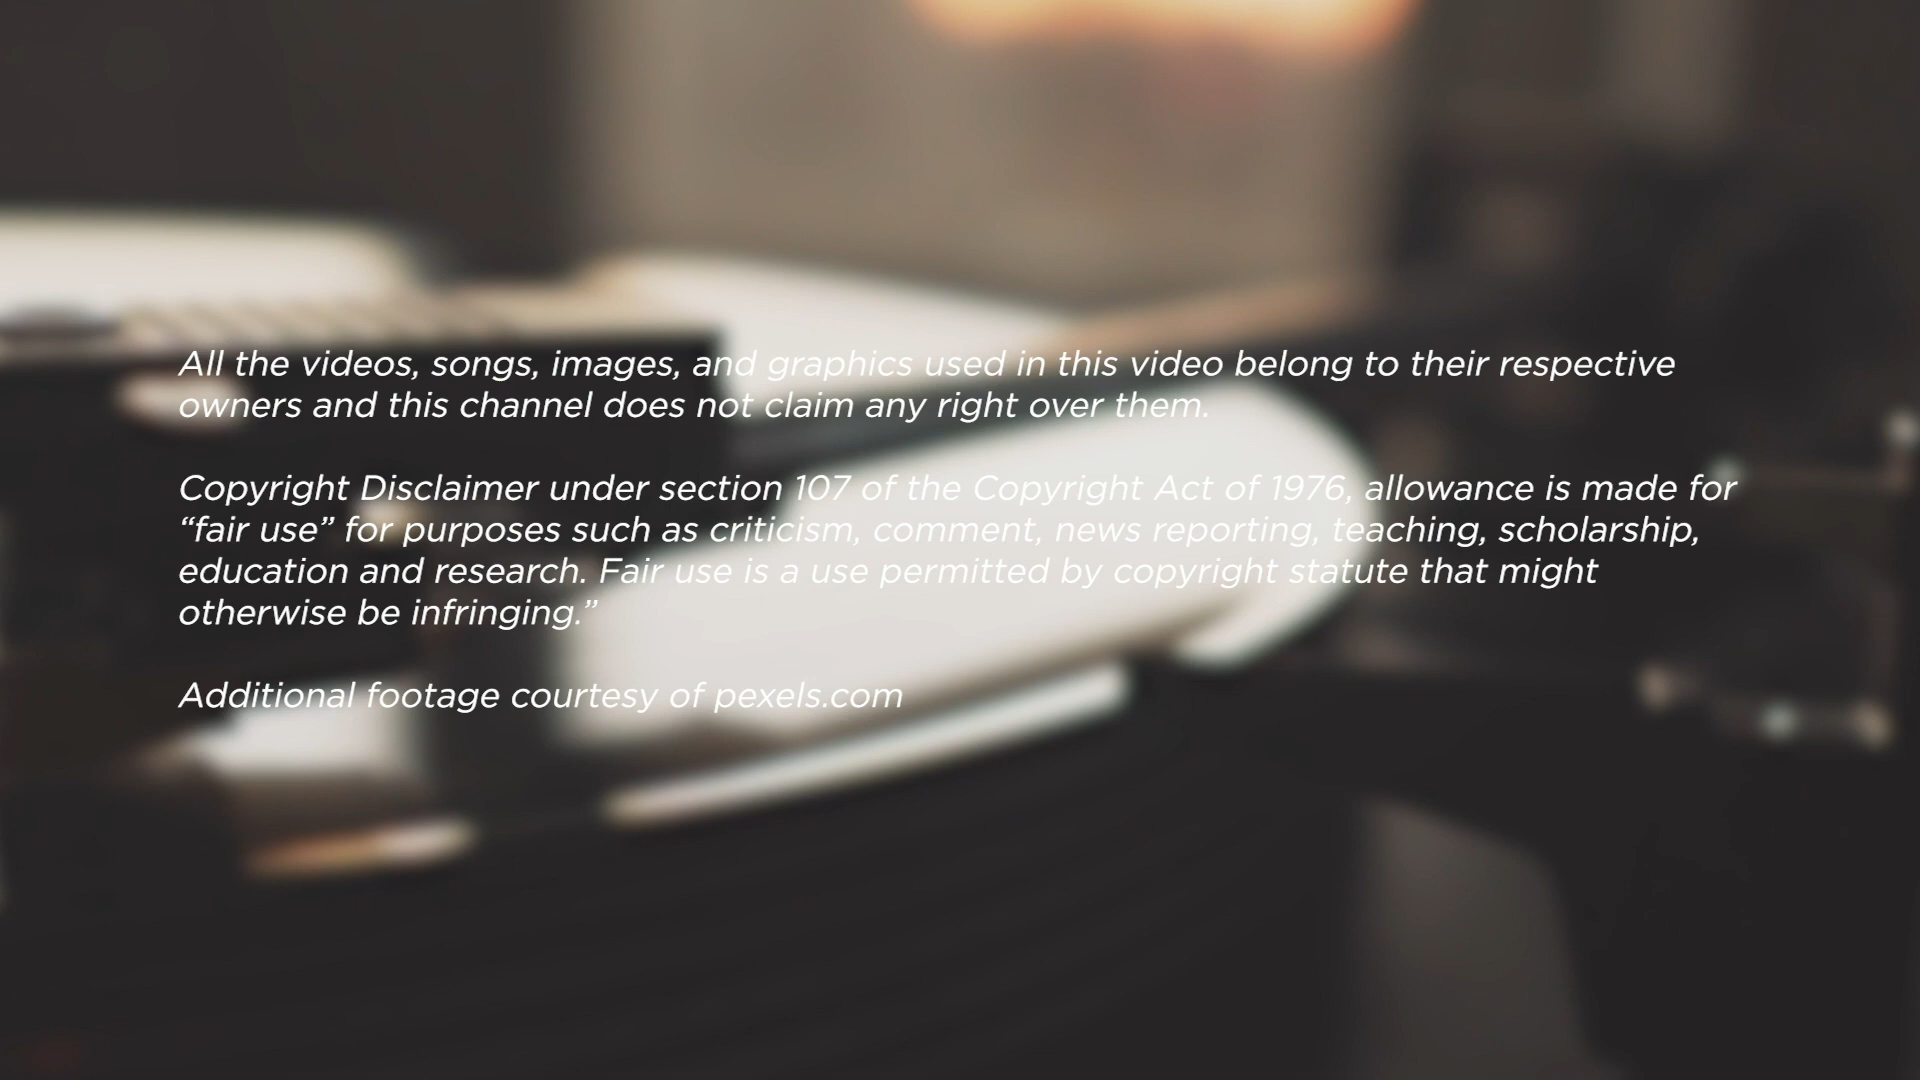 All the videos, songs, images, and graphics used in this video belong to their respective
owners and this channel does not claim any right over them.
Copyright Disclaimer under section 107 of the Copyright Act of 1976, allowance is made for
“fair use” for purposes such as criticism, comment, news reporting, teaching, scholarship,
education and research. Fair use is a use permitted by copyright statute that might
otherwise be infringing.”
Additional footage courtesy of pexels.com